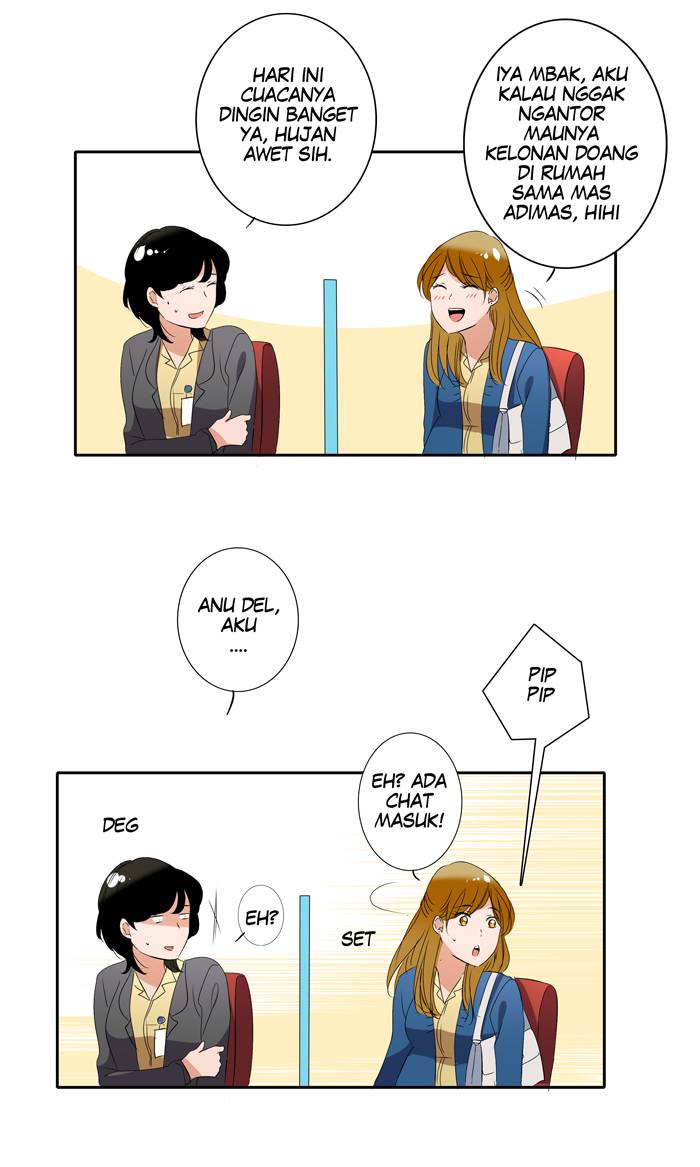 HARI INI
CUACANYA
DINGIN BANGET
YA, HUJAN
AWET SIH.
IYA MBAK, AKU
KALAU NGGAK
NGANTOR
MAUNYA
KELONAN DOANG
DI RUMAH
SAMA MAS
ADIMAS, HIHI
ANU DEL,
AKU
....
PIP
PIP
EH? ADA
CHAT
MASUK!
DEG
EH?
SET